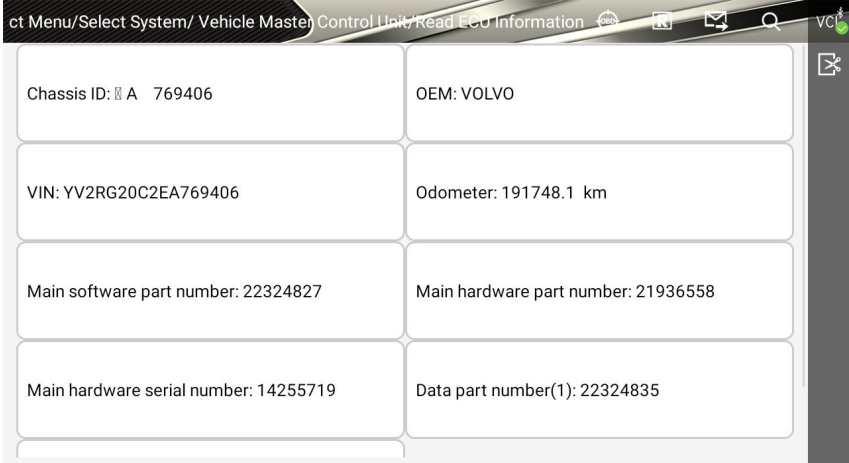 ct Menu/Select System/ Vehicle Master Control Unit/Read ECU Information
OBD
R
VCI
Chassis ID: A 769406
OEM: VOLVO
VIN: YV2RG20C2EA769406
Odometer: 191748.1 km
Main software part number: 22324827
Main hardware part number: 21936558
Main hardware serial number: 14255719
Data part number(1): 22324835